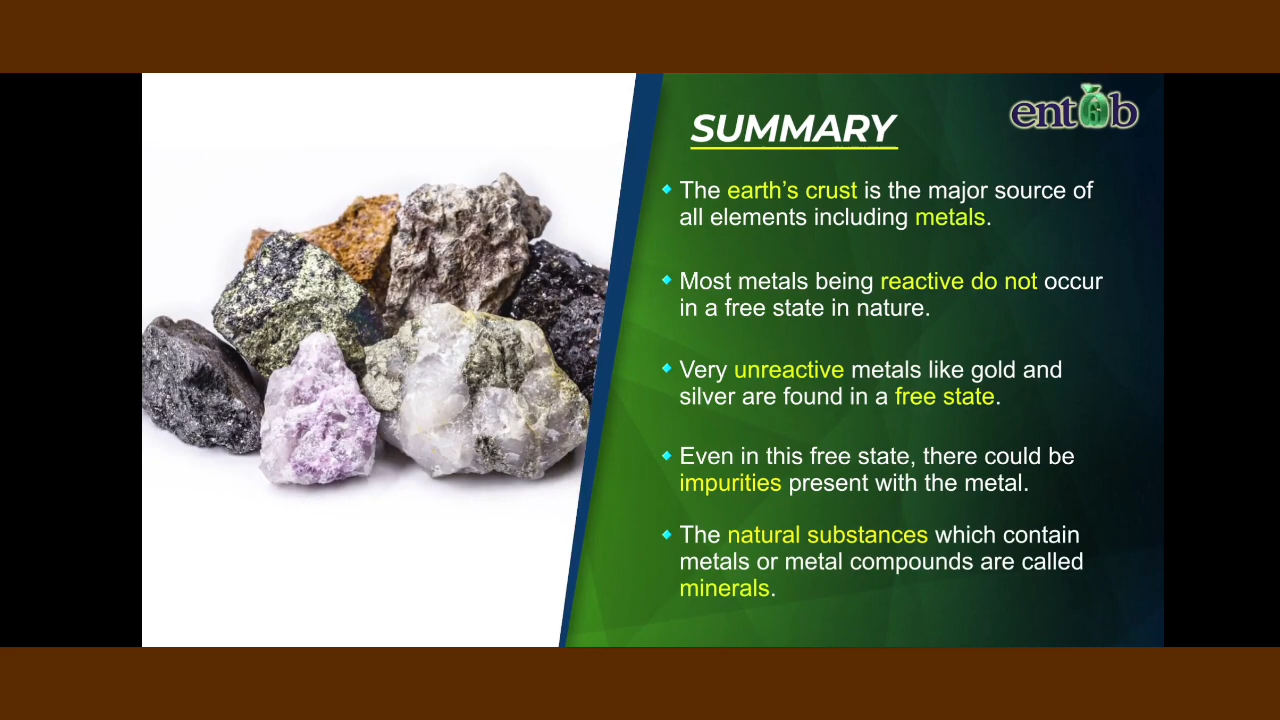 SUMMARY
entab
The earth's crust is the major source of
all elements including metals.
Most metals being reactive do not occur
in a free state in nature.
Very unreactive metals like gold and
silver are found in a free state.
Even in this free state, there could be
impurities present with the metal.
The natural substances which contain
metals or metal compounds are called
minerals.